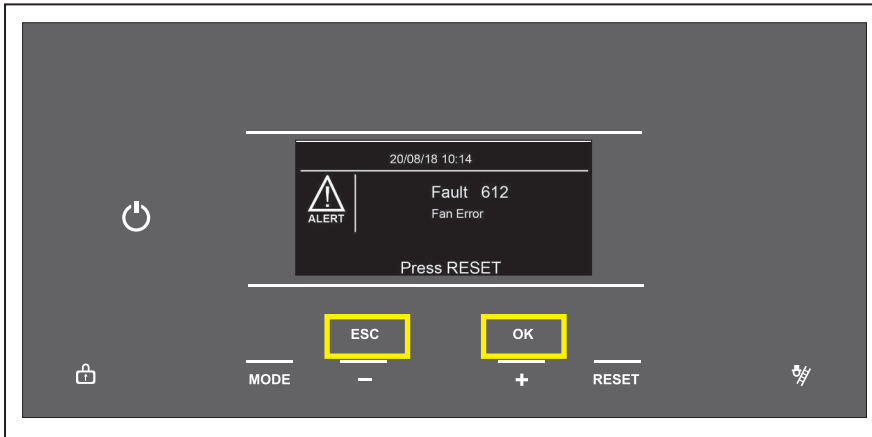 20/08/18 10:14
Fault 612
ALERT
Fan Error
Press RESET
ESC OK
MODE − + RESET